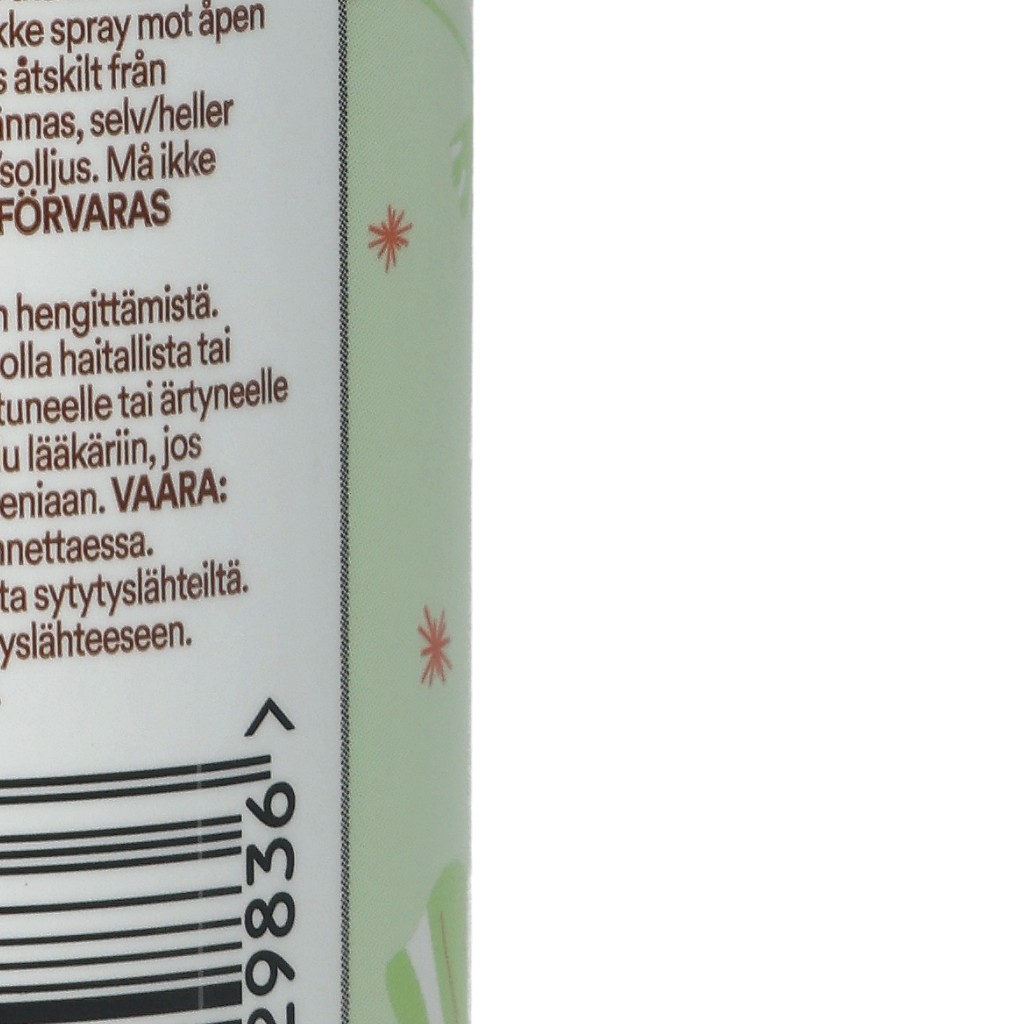 kke spray mot åpen
s åtskilt från
ännas, selv/heller
solljus. Må ikke
FÖRVARAS
n hengittämistä.
olla haitallista tai
tuneelle tai ärtyneelle
u lääkäriin, jos
eniaan. VAARA:
nnettaessa.
ta sytytyslähteiltä.
yslähteeseen.
29836 >